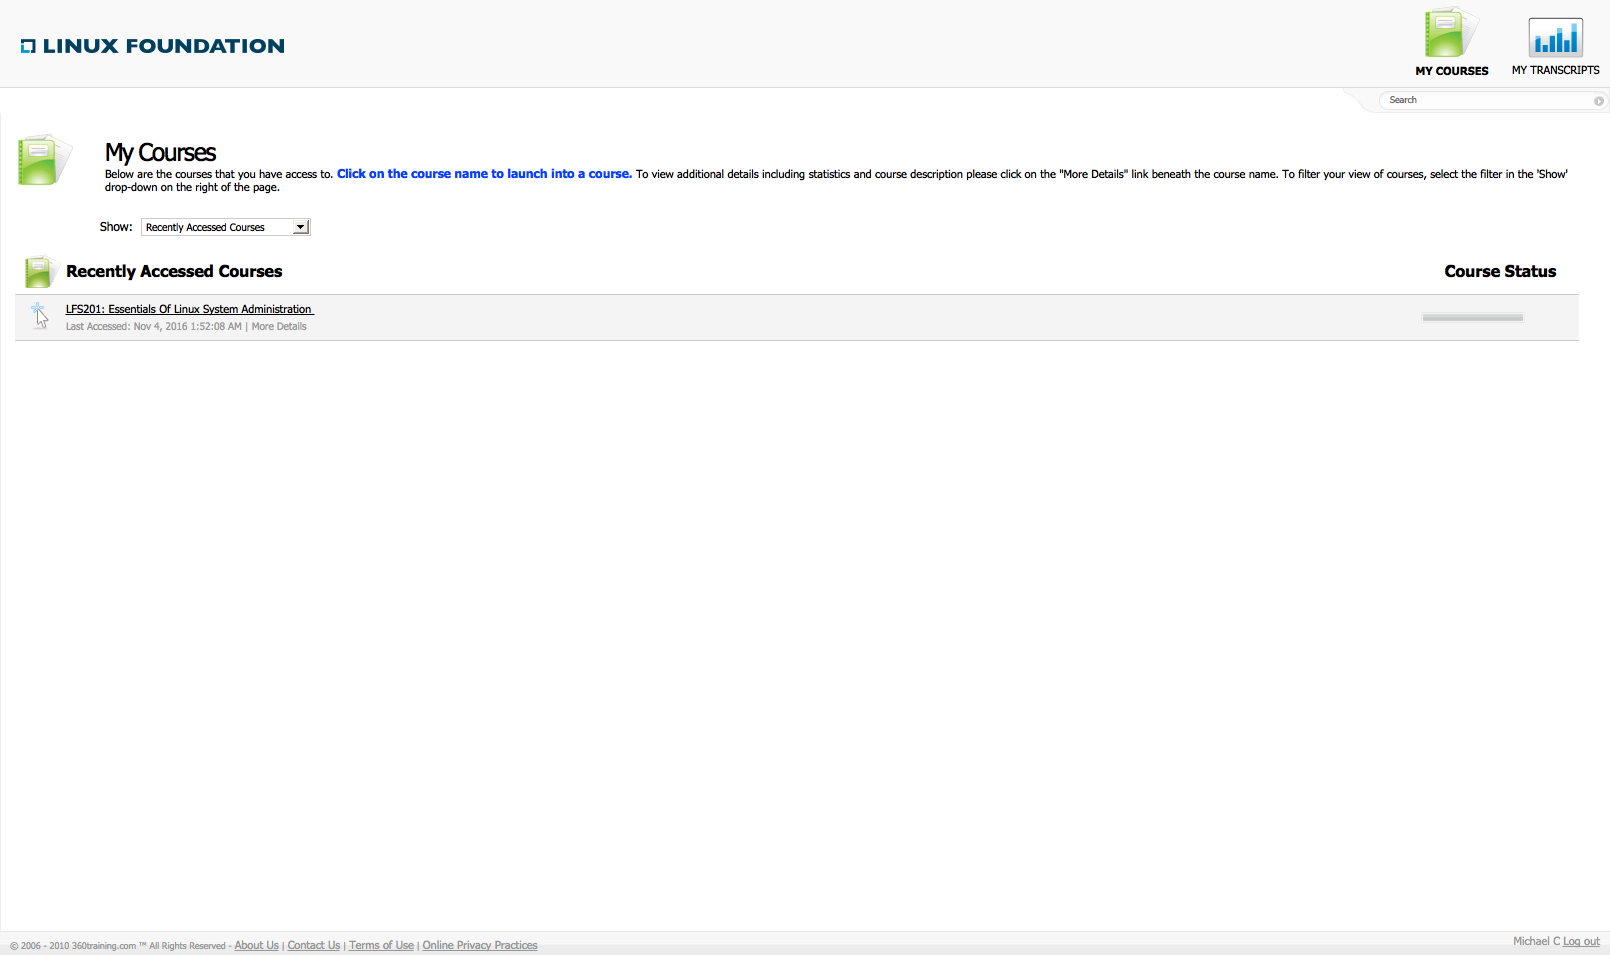 LINUX FOUNDATION
MY COURSES
MY TRANSCRIPTS
Search
My Courses
Below are the courses that you have access to. Click on the course name to launch into a course. To view additional details including statistics and course description please click on the "More Details" link beneath the course name. To filter your view of courses, select the filter in the 'Show'
drop-down on the right of the page.
Show: Recently Accessed Courses
Recently Accessed Courses
Course Status
LFS201: Essentials Of Linux System Administration
Last Accessed: Nov 4, 2016 1:52:08 AM | More Details
© 2006 - 2010 360training.com ™ All Rights Reserved - About Us | Contact Us | Terms of Use | Online Privacy Practices
Michael C Log out